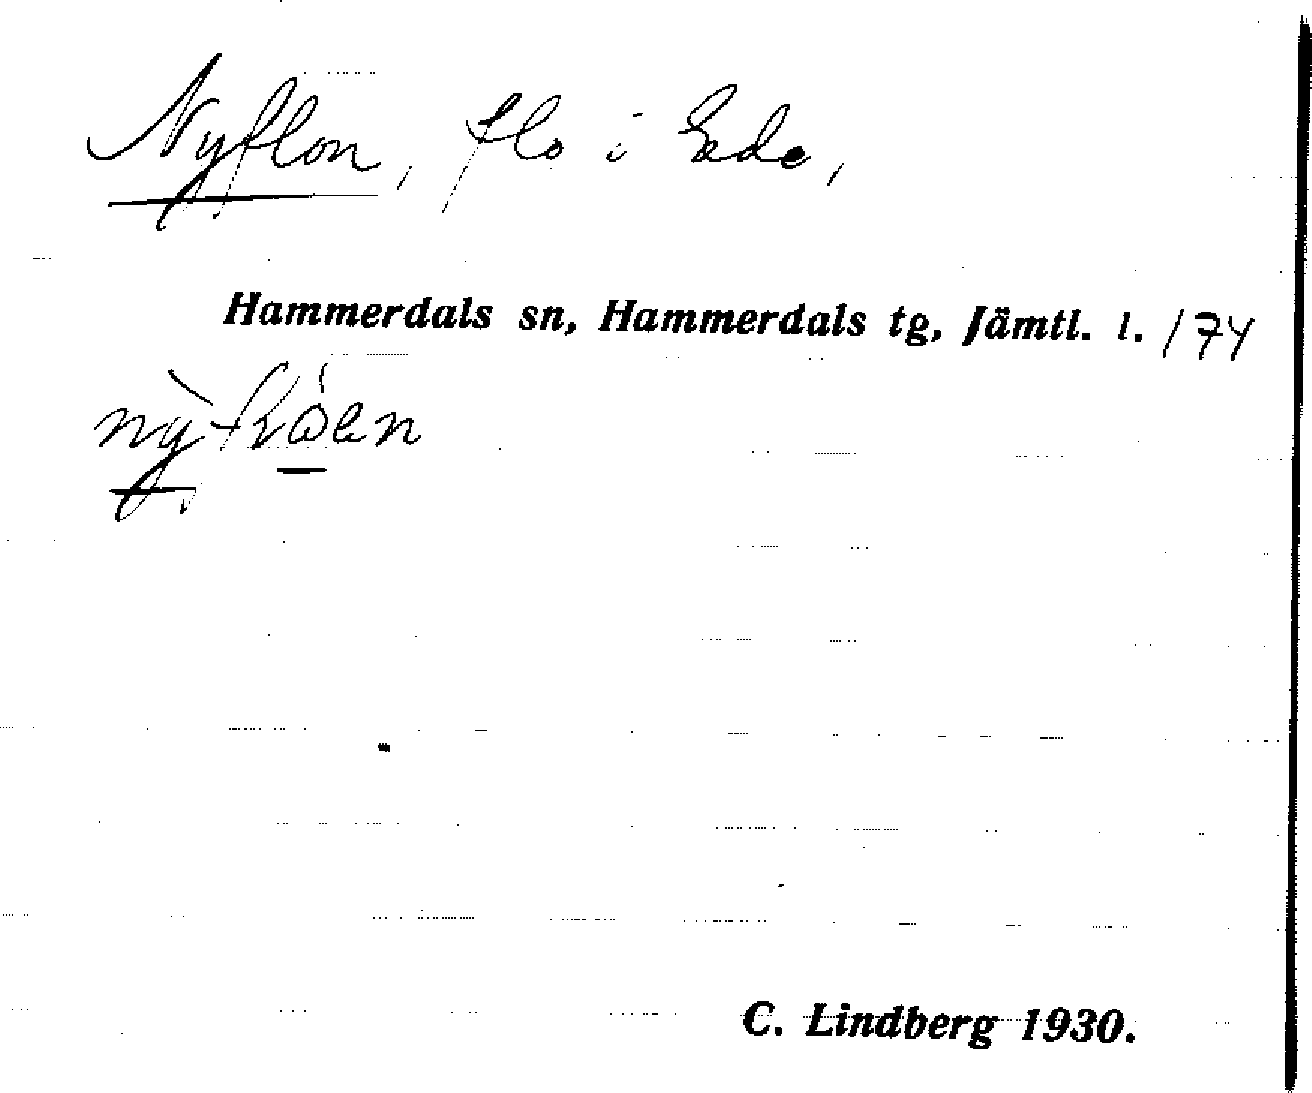 Nyflon, flo i Ede,
Hammerdals sn, Hammerdals tg, Jämtl. l. 174
C. Lindberg 1930.